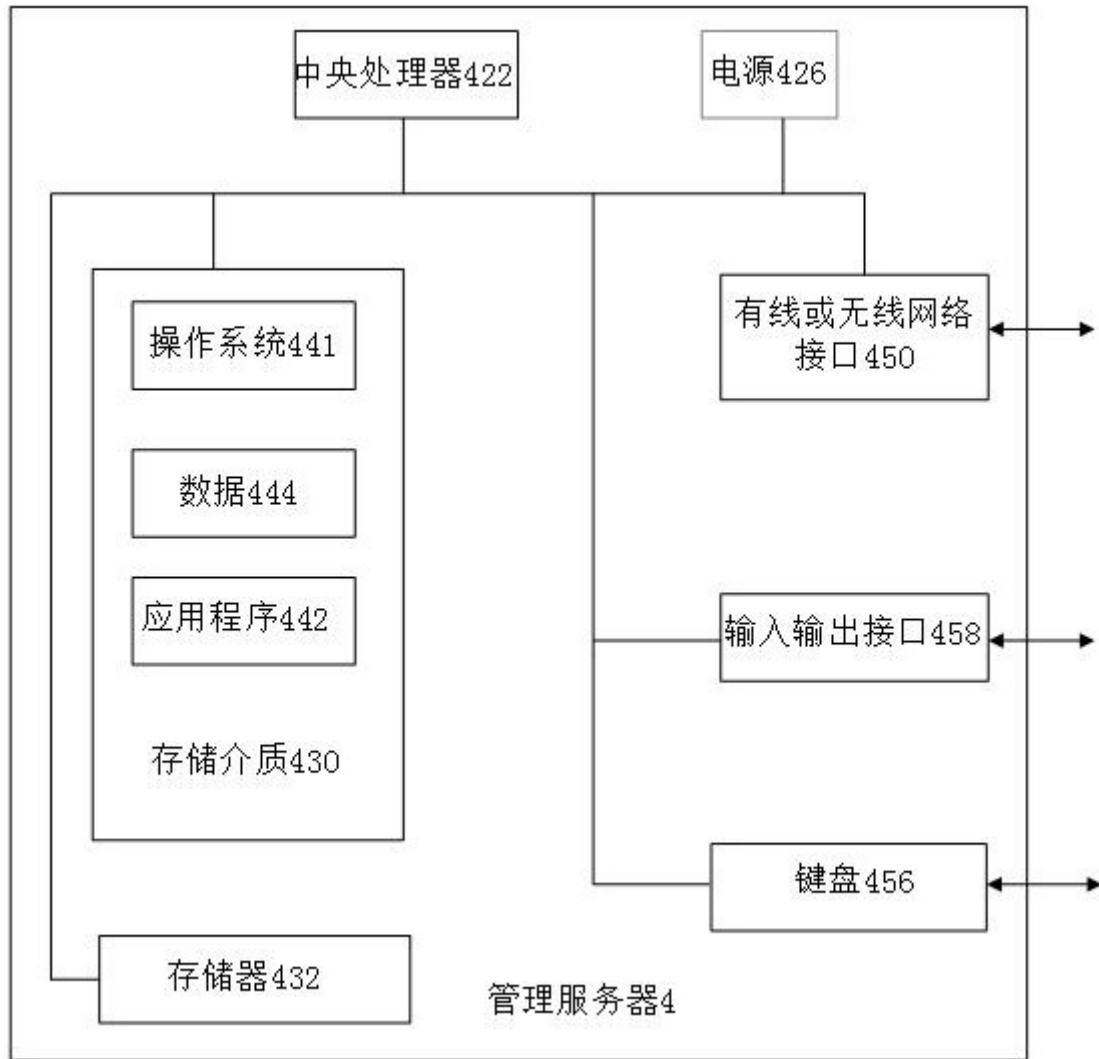 中央处理器422
电源426
操作系统441
数据444
应用程序442
存储介质430
存储器432
有线或无线网络
接口450
输入输出接口458
键盘456
管理服务器4